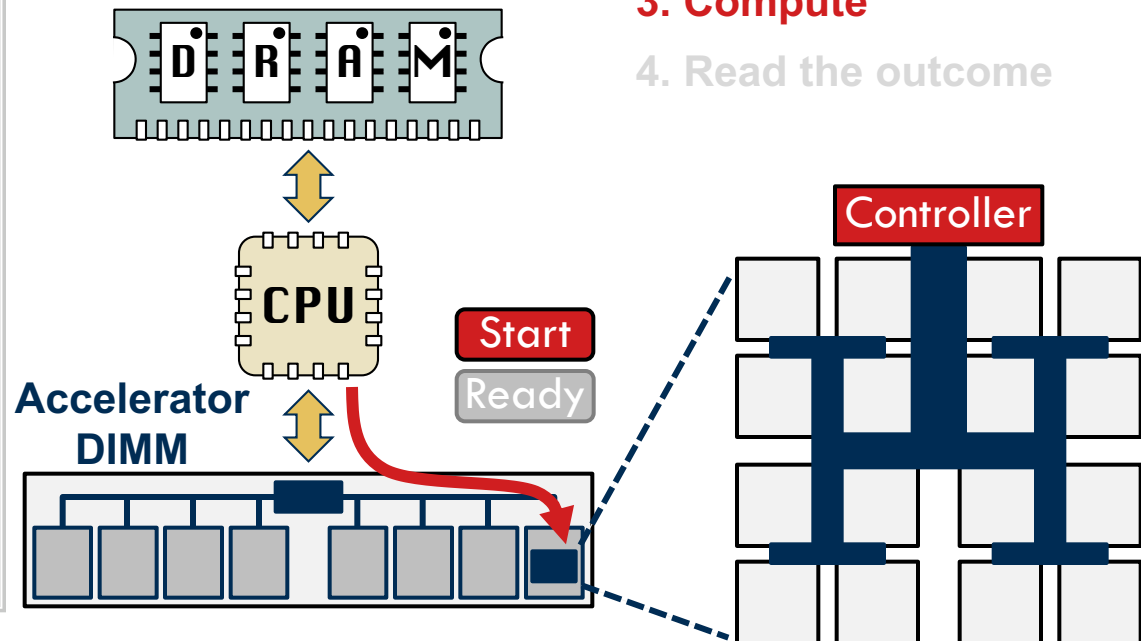 3. Compute
4. Read the outcome
D R A M
Controller
CPU
Start
Ready
Accelerator
DIMM